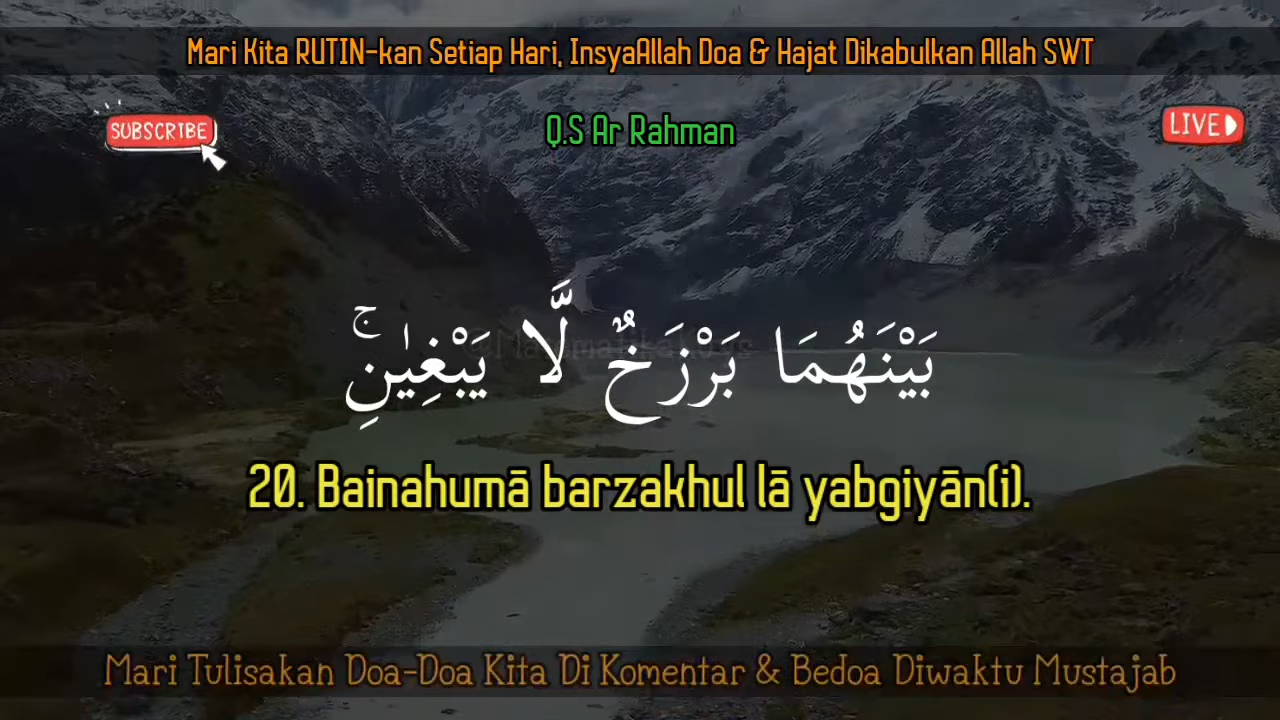 Mari Kita RUTIN-kan Setiap Hari, InsyaAllah Doa & Hajat Dikabulkan Allah SWT
SUBSCRIBE
Q.S Ar Rahman
LIVE
بَيْنَهُمَا بَرْزَخٌ لَّا يَبْغِيٰنِۚ
20. Bainahumā barzakhul lā yabgiyān(i).
Mari Tulisakan Doa-Doa Kita Di Komentar & Bedoa Diwaktu Mustajab